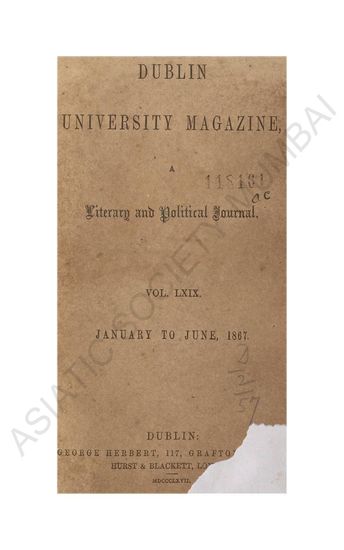 DUBLIN
UNIVERSITY MAGAZINE,
A
Literary and Political Journal.
VOL. LXIX.
JANUARY TO JUNE, 1867.
DUBLIN:
GEORGE HERBERT, 117, GRAFTO
HURST & BLACKETT, LO
MDCCCLXVII.
ASIATIC SOCIETY MUMBAI